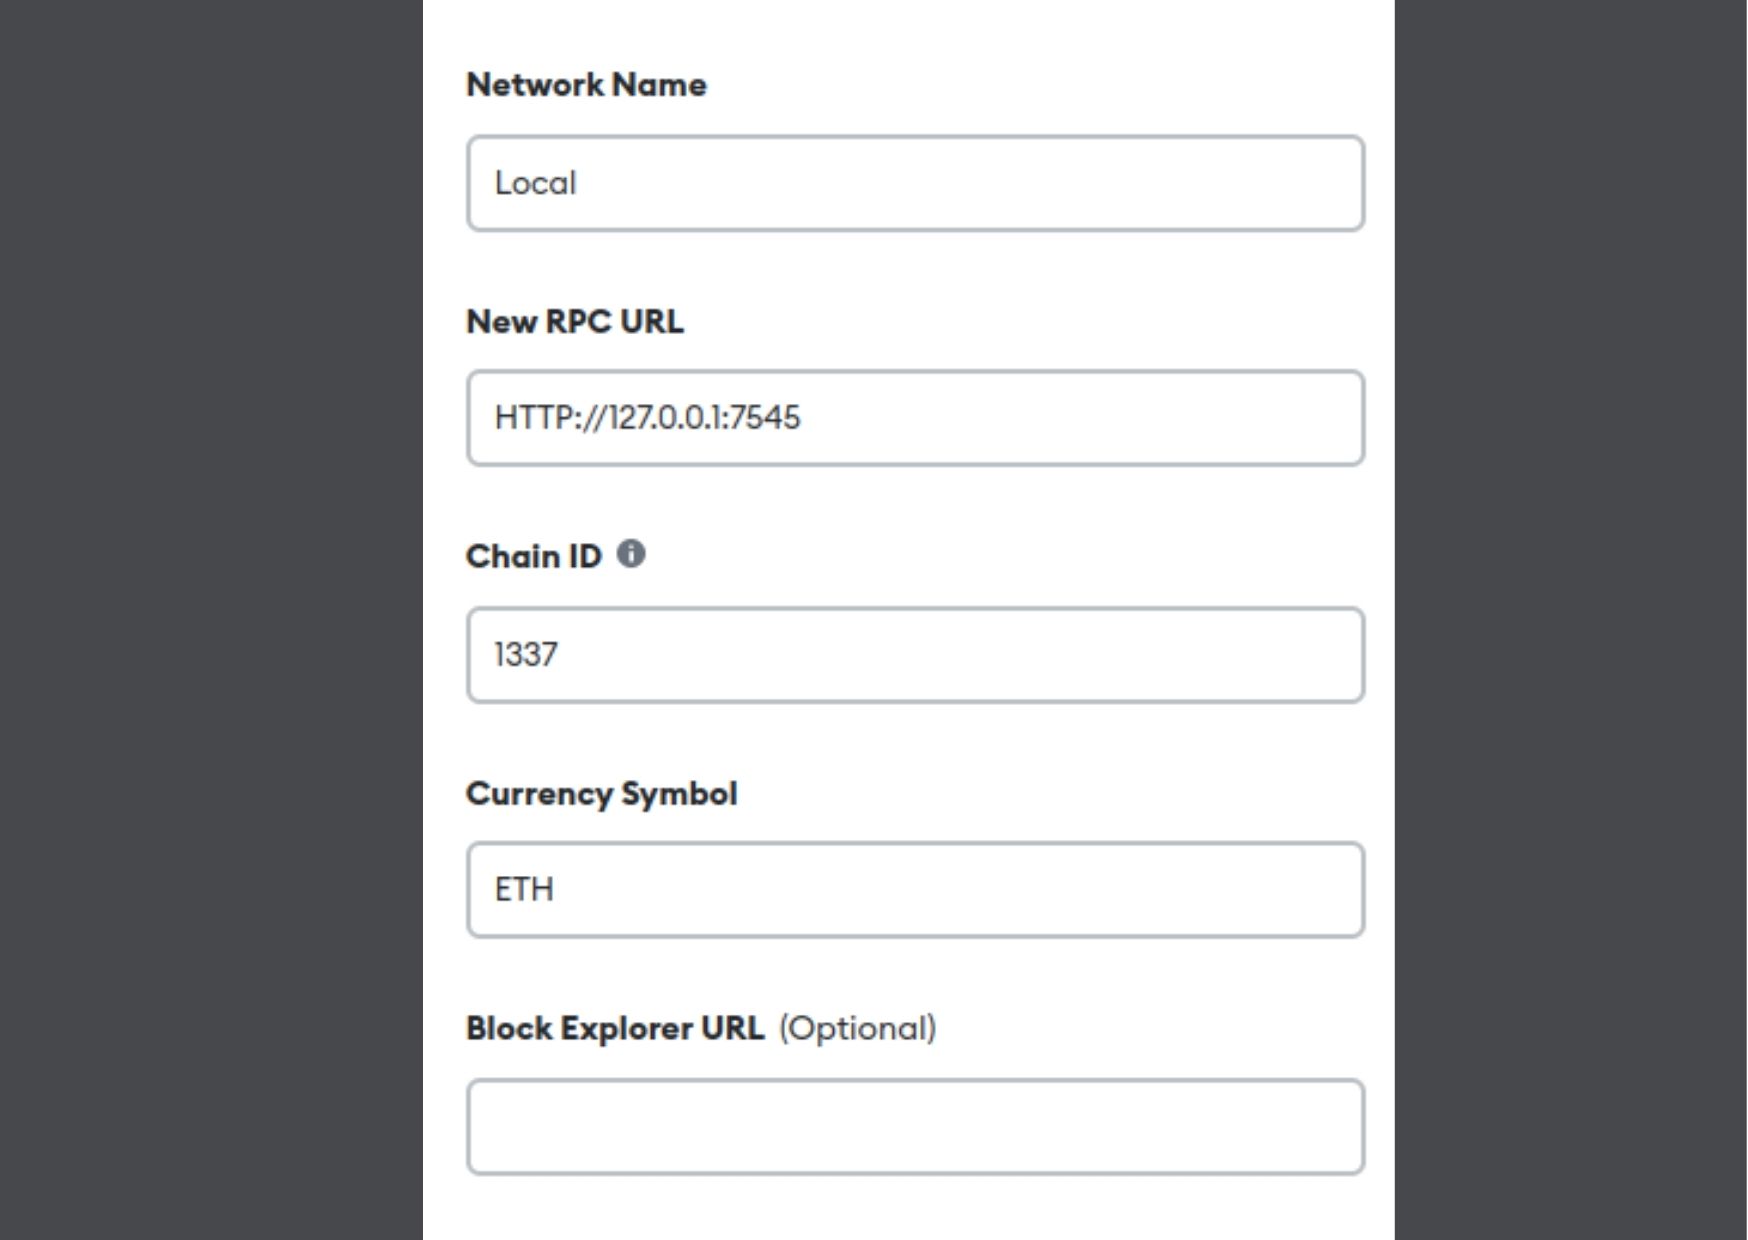 Network Name
Local
New RPC URL
HTTP://127.0.0.1:7545
Chain ID
1337
Currency Symbol
ETH
Block Explorer URL (Optional)